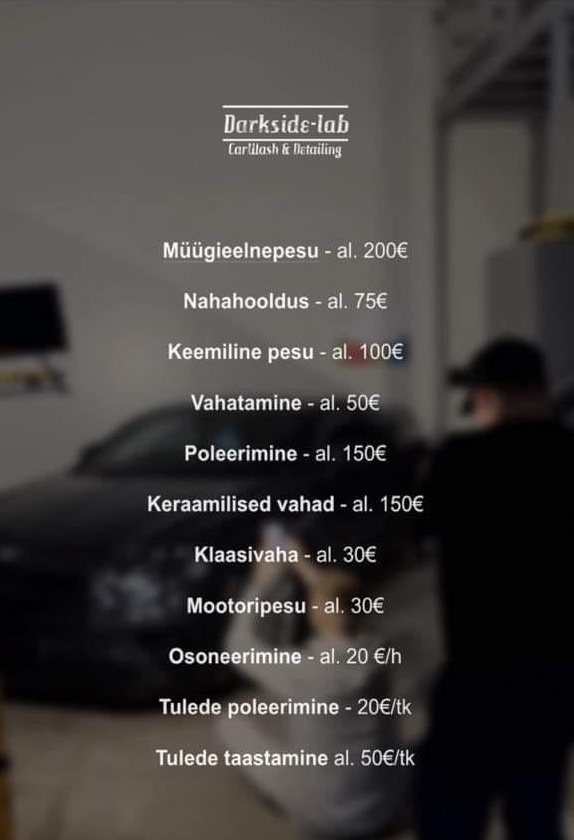 Darkside-lab
CarWash & Detailing
Müügieelnepesu - al. 200€
Nahahooldus - al. 75€
Keemiline pesu - al. 100€
Vahatamine - al. 50€
Poleerimine - al. 150€
Keraamilised vahad - al. 150€
Klaasivaha - al. 30€
Mootoripesu - al. 30€
Osoneerimine - al. 20 €/h
Tulede poleerimine - 20€/tk
Tulede taastamine al. 50€/tk